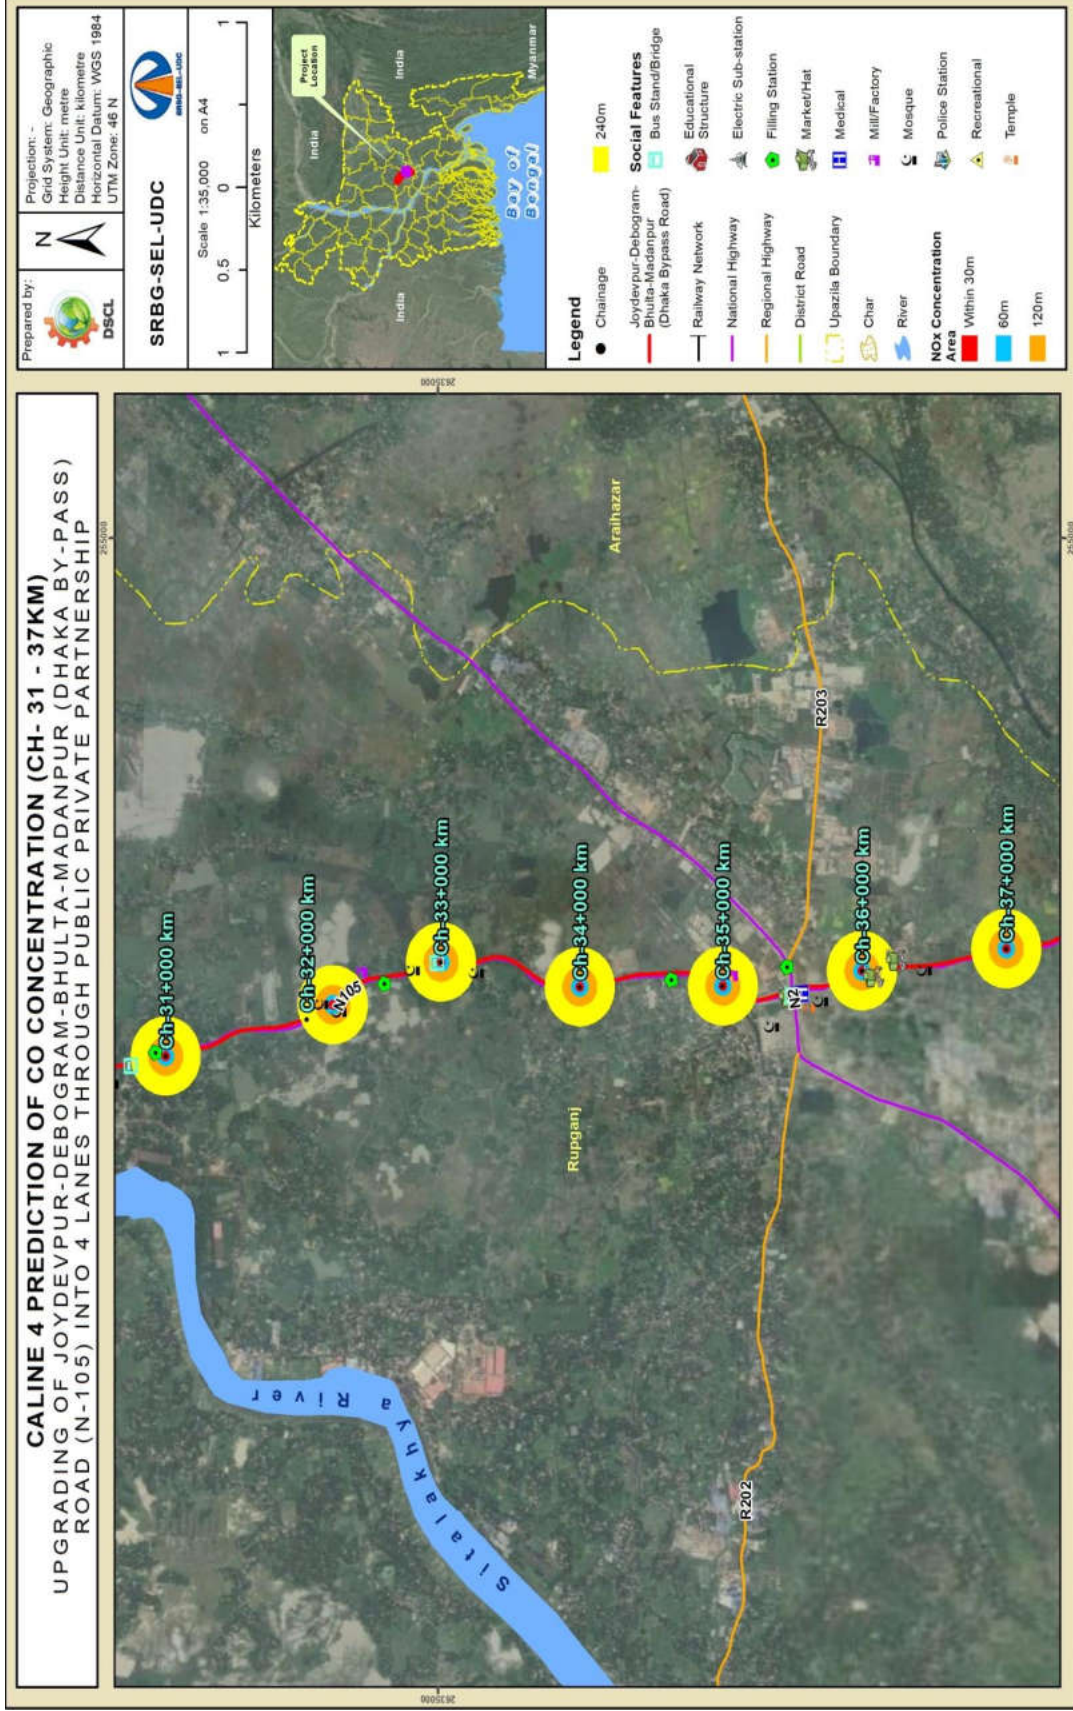 CALINE 4 PREDICTION OF CO CONCENTRATION (CH- 31 - 37KM)
UPGRADING OF JOYDEVPUR-DEBOGRAM-BHULTA-MADANPUR (DHAKA BY-PASS)
ROAD (N-105) INTO 4 LANES THROUGH PUBLIC PRIVATE PARTNERSHIP
255000
2635000
2635000
255000
Ch-31+000 km
Ch-32+000 km
N105
Ch-33+000 km
Ch-34+000 km
Ch-35+000 km
N2
Ch-36+000 km
Ch-37+000 km
Sitalakhya River
Rupganj
Araihazar
R202
R203
Prepared by:
DSCL
N
Projection: -
Grid System: Geographic
Height Unit: metre
Distance Unit: kilometre
Horizontal Datum: WGS 1984
UTM Zone: 46 N
SRBG-SEL-UDC
SRBG-SEL-UDC
Scale 1:35,000 on A4
1 0.5 0 1
Kilometers
Project
Location
India
India
India
Myanmar
Bay of
Bengal
Legend
Chainage
Joydevpur-Debogram-
Bhulta-Madanpur
(Dhaka Bypass Road)
Railway Network
National Highway
Regional Highway
District Road
Upazila Boundary
Char
River
NOx Concentration
Area
Within 30m
60m
120m
240m
Social Features
Bus Stand/Bridge
Educational
Structure
Electric Sub-station
Filling Station
Market/Hat
Medical
Mill/Factory
Mosque
Police Station
Recreational
Temple